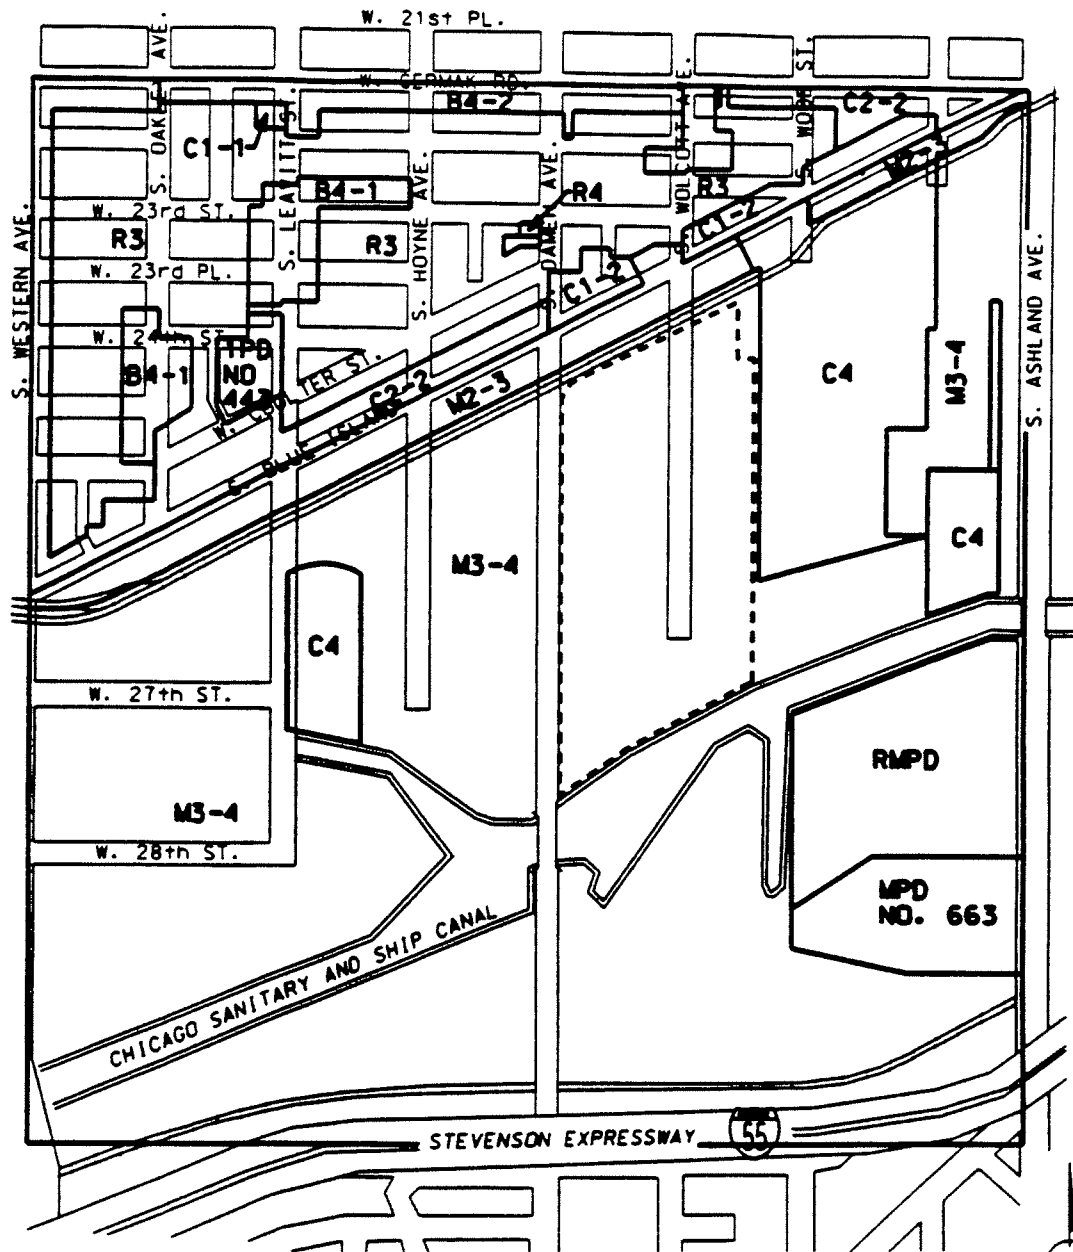 W. 21st PL.
W. CERMAK RD.
S. OAKLEY AVE.
S. LEAVITT ST.
S. HOYNE AVE.
S. DAMEN AVE.
S. WOLCOTT AVE.
S. WOOD ST.
S. WESTERN AVE.
S. ASHLAND AVE.
B4-2
C2-2
C1-1
M2-3
B4-1
R4
R3
C1-2
W. 23rd ST.
R3
R3
W. 23rd PL.
C1-2
W. 24th ST.
TPD
NO
443
B4-1
W. COULTER ST.
C2-2
M2-3
S. BLUE ISLAND
C4
M3-4
C4
M3-4
C4
W. 27th ST.
RMPD
M3-4
W. 28th ST.
MPD
NO. 663
CHICAGO SANITARY AND SHIP CANAL
STEVENSON EXPRESSWAY
55